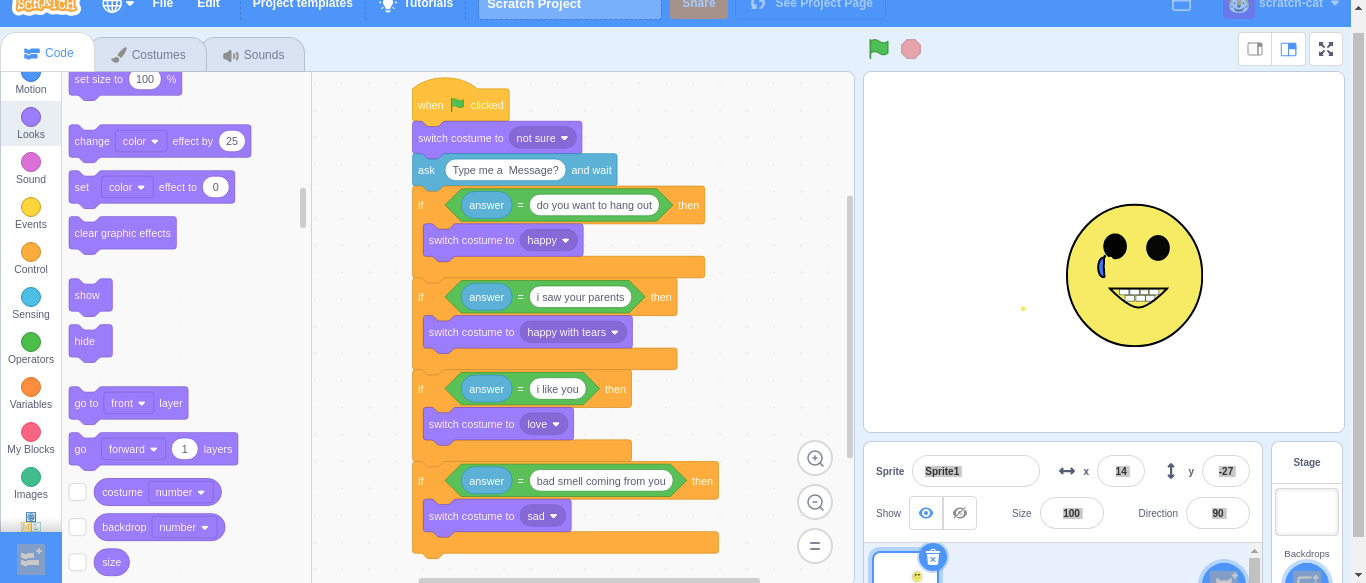 SCRATCH
File
Edit
Project templates
Tutorials
Scratch Project
Share
See Project Page
scratch-cat
Code
Costumes
Sounds
Motion
Looks
Sound
Events
Control
Sensing
Operators
Variables
My Blocks
Images
set size to 100 %
change color effect by 25
set color effect to 0
clear graphic effects
show
hide
go to front layer
go forward 1 layers
costume number
backdrop number
size
when clicked
switch costume to not sure
ask Type me a  Message? and wait
if answer = do you want to hang out then
switch costume to happy
if answer = i saw your parents then
switch costume to happy with tears
if answer = i like you then
switch costume to love
if answer = bad smell coming from you then
switch costume to sad
Sprite Sprite1 x 14 y -27
Show Size 100 Direction 90
Stage
Backdrops